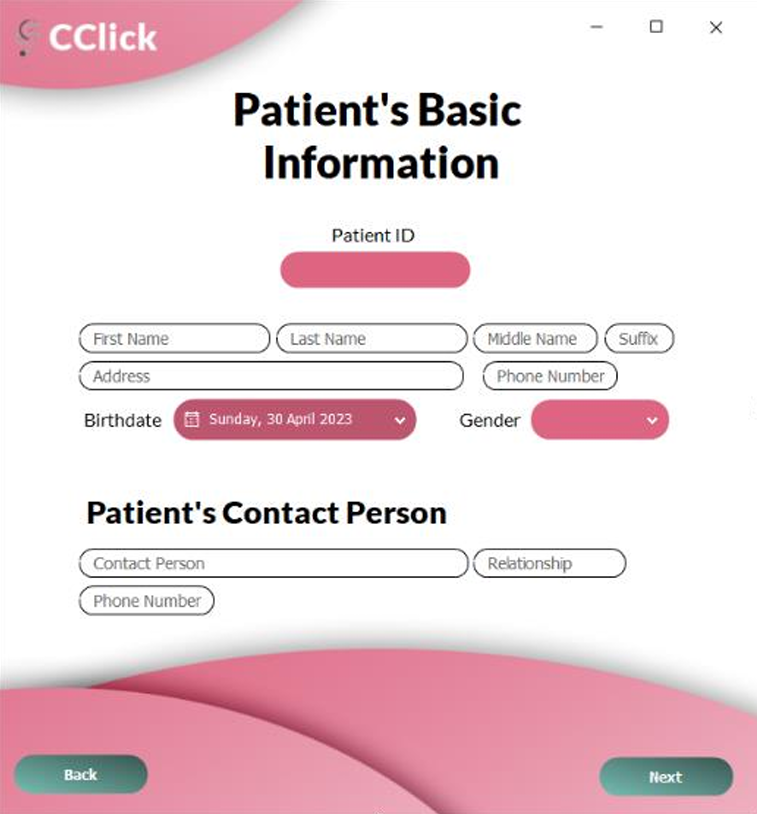 CClick
Patient's Basic
Information
Patient ID
First Name Last Name Middle Name Suffix
Address Phone Number
Birthdate Sunday, 30 April 2023 Gender
Patient's Contact Person
Contact Person Relationship
Phone Number
Back Next